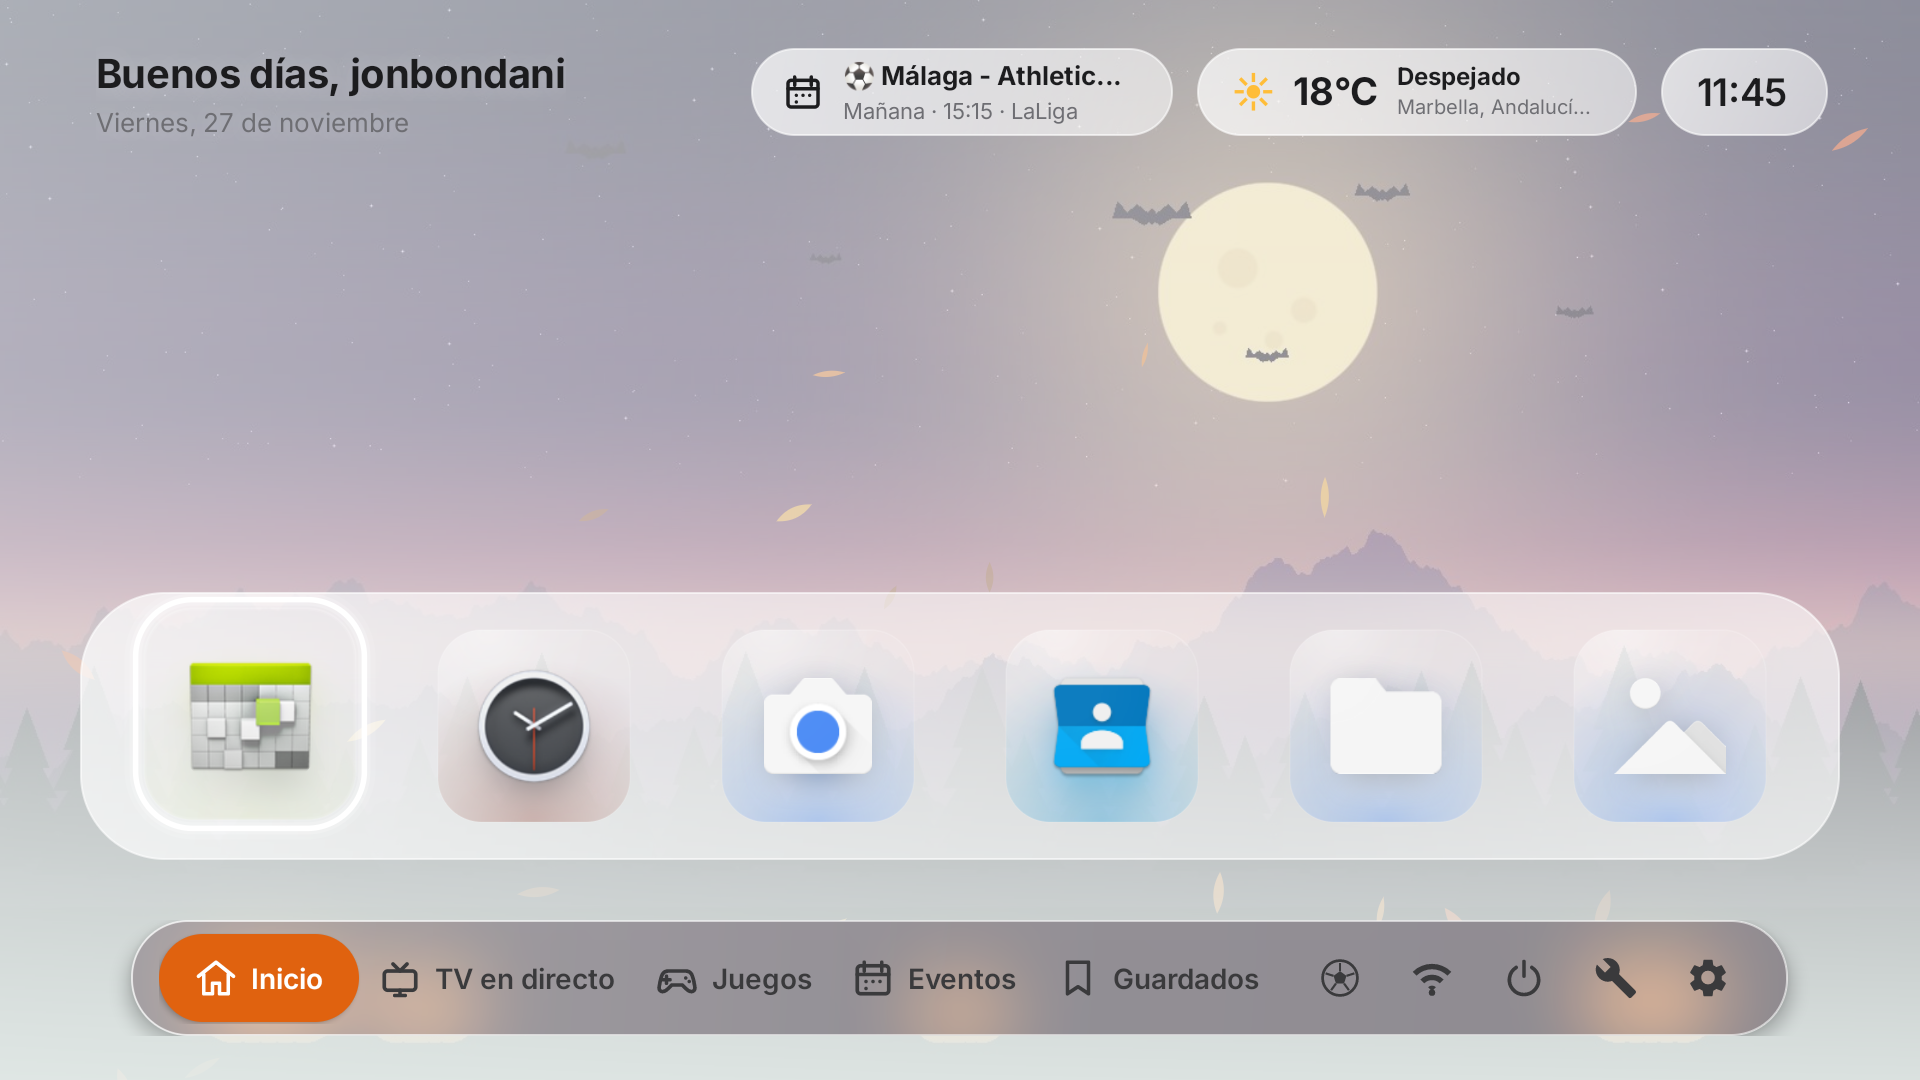 Buenos días, jonbondani
Viernes, 27 de noviembre
⚽ Málaga - Athletic...
Mañana · 15:15 · LaLiga
18°C
Despejado
Marbella, Andalucí...
11:45
Inicio
TV en directo
Juegos
Eventos
Guardados